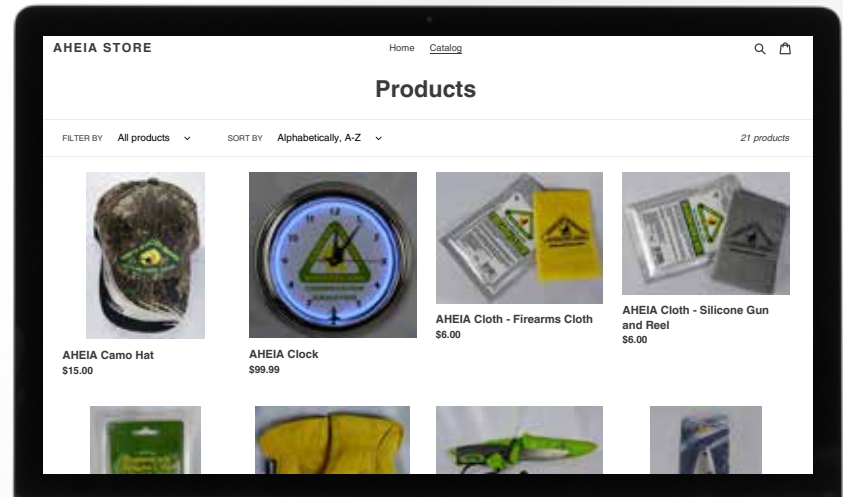 AHEIA STORE
Home Catalog
Products
FILTER BY All products SORT BY Alphabetically, A-Z 21 products
12
AHEIA Camo Hat
$15.00
AHEIA Clock
$99.99
AHEIA Cloth - Firearms Cloth
$6.00
AHEIA Cloth - Silicone Gun
and Reel
$6.00